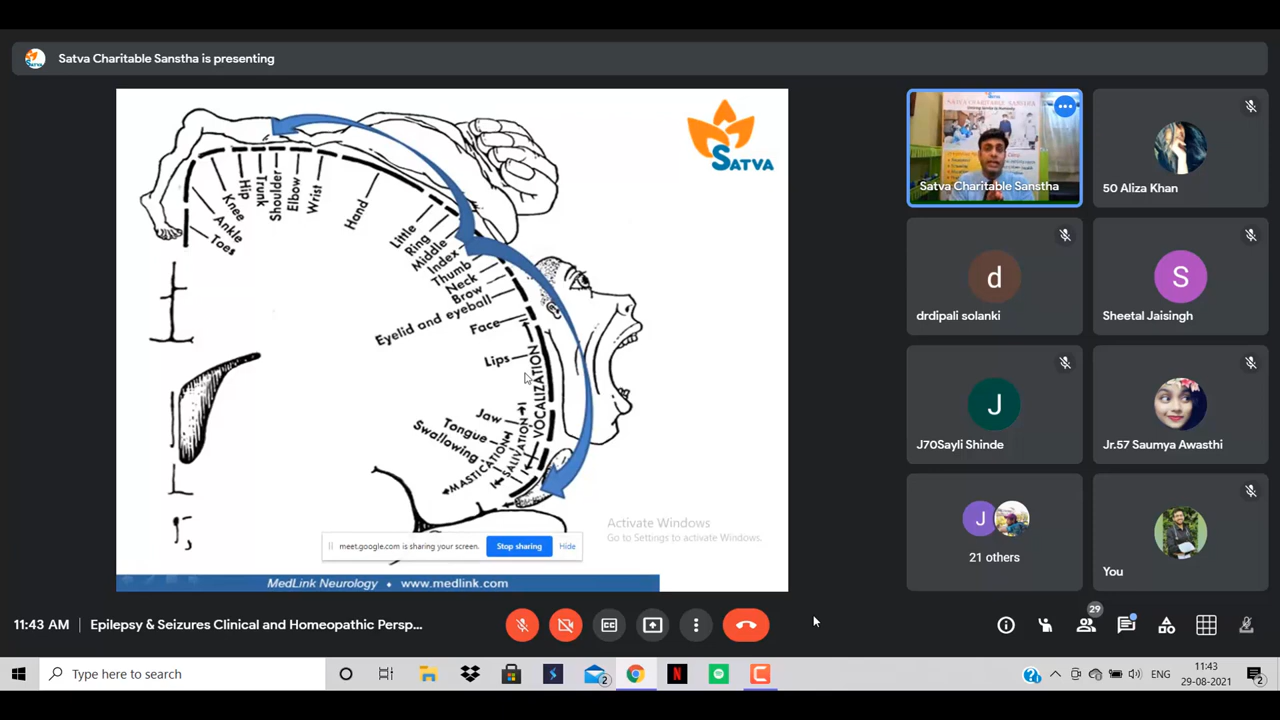 Satva Charitable Sanstha is presenting
SATVA
Toes
Ankle
Knee
Hip
Trunk
Shoulder
Elbow
Wrist
Hand
Little
Ring
Middle
Index
Thumb
Neck
Brow
Eyelid and eyeball
Face
Lips
VOCALIZATION
Jaw
Tongue
Swallowing
SALIVATION
MASTICATION
meet.google.com is sharing your screen.
Stop sharing
Hide
Activate Windows
Go to Settings to activate Windows.
MedLink Neurology • www.medlink.com
SATVA CHARITABLE SANSTHA
Satva Charitable Sanstha
50 Aliza Khan
d
drdipali solanki
S
Sheetal Jaisingh
J
J70Sayli Shinde
Jr.57 Saumya Awasthi
J
21 others
You
11:43 AM
Epilepsy & Seizures Clinical and Homeopathic Persp...
29
Type here to search
2
ENG
11:43
29-08-2021
2